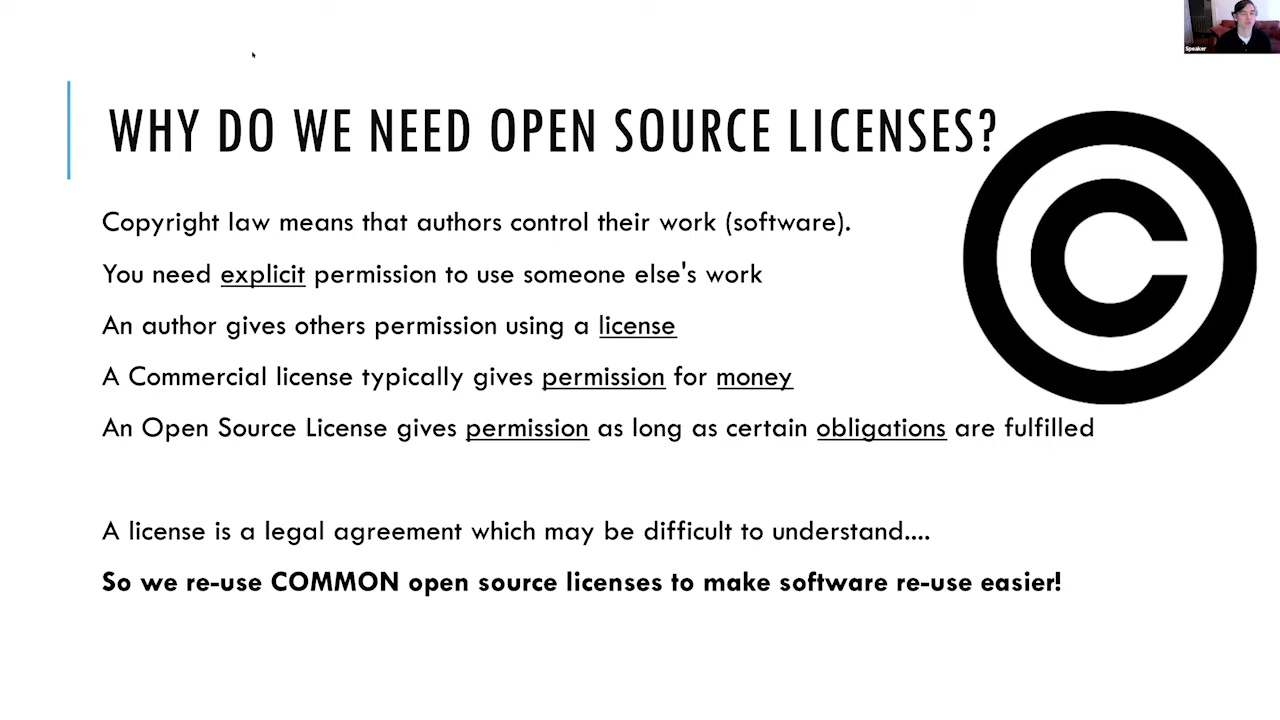 Speaker
WHY DO WE NEED OPEN SOURCE LICENSES?
Copyright law means that authors control their work (software).
You need explicit permission to use someone else's work
An author gives others permission using a license
A Commercial license typically gives permission for money
An Open Source License gives permission as long as certain obligations are fulfilled
A license is a legal agreement which may be difficult to understand....
So we re-use COMMON open source licenses to make software re-use easier!